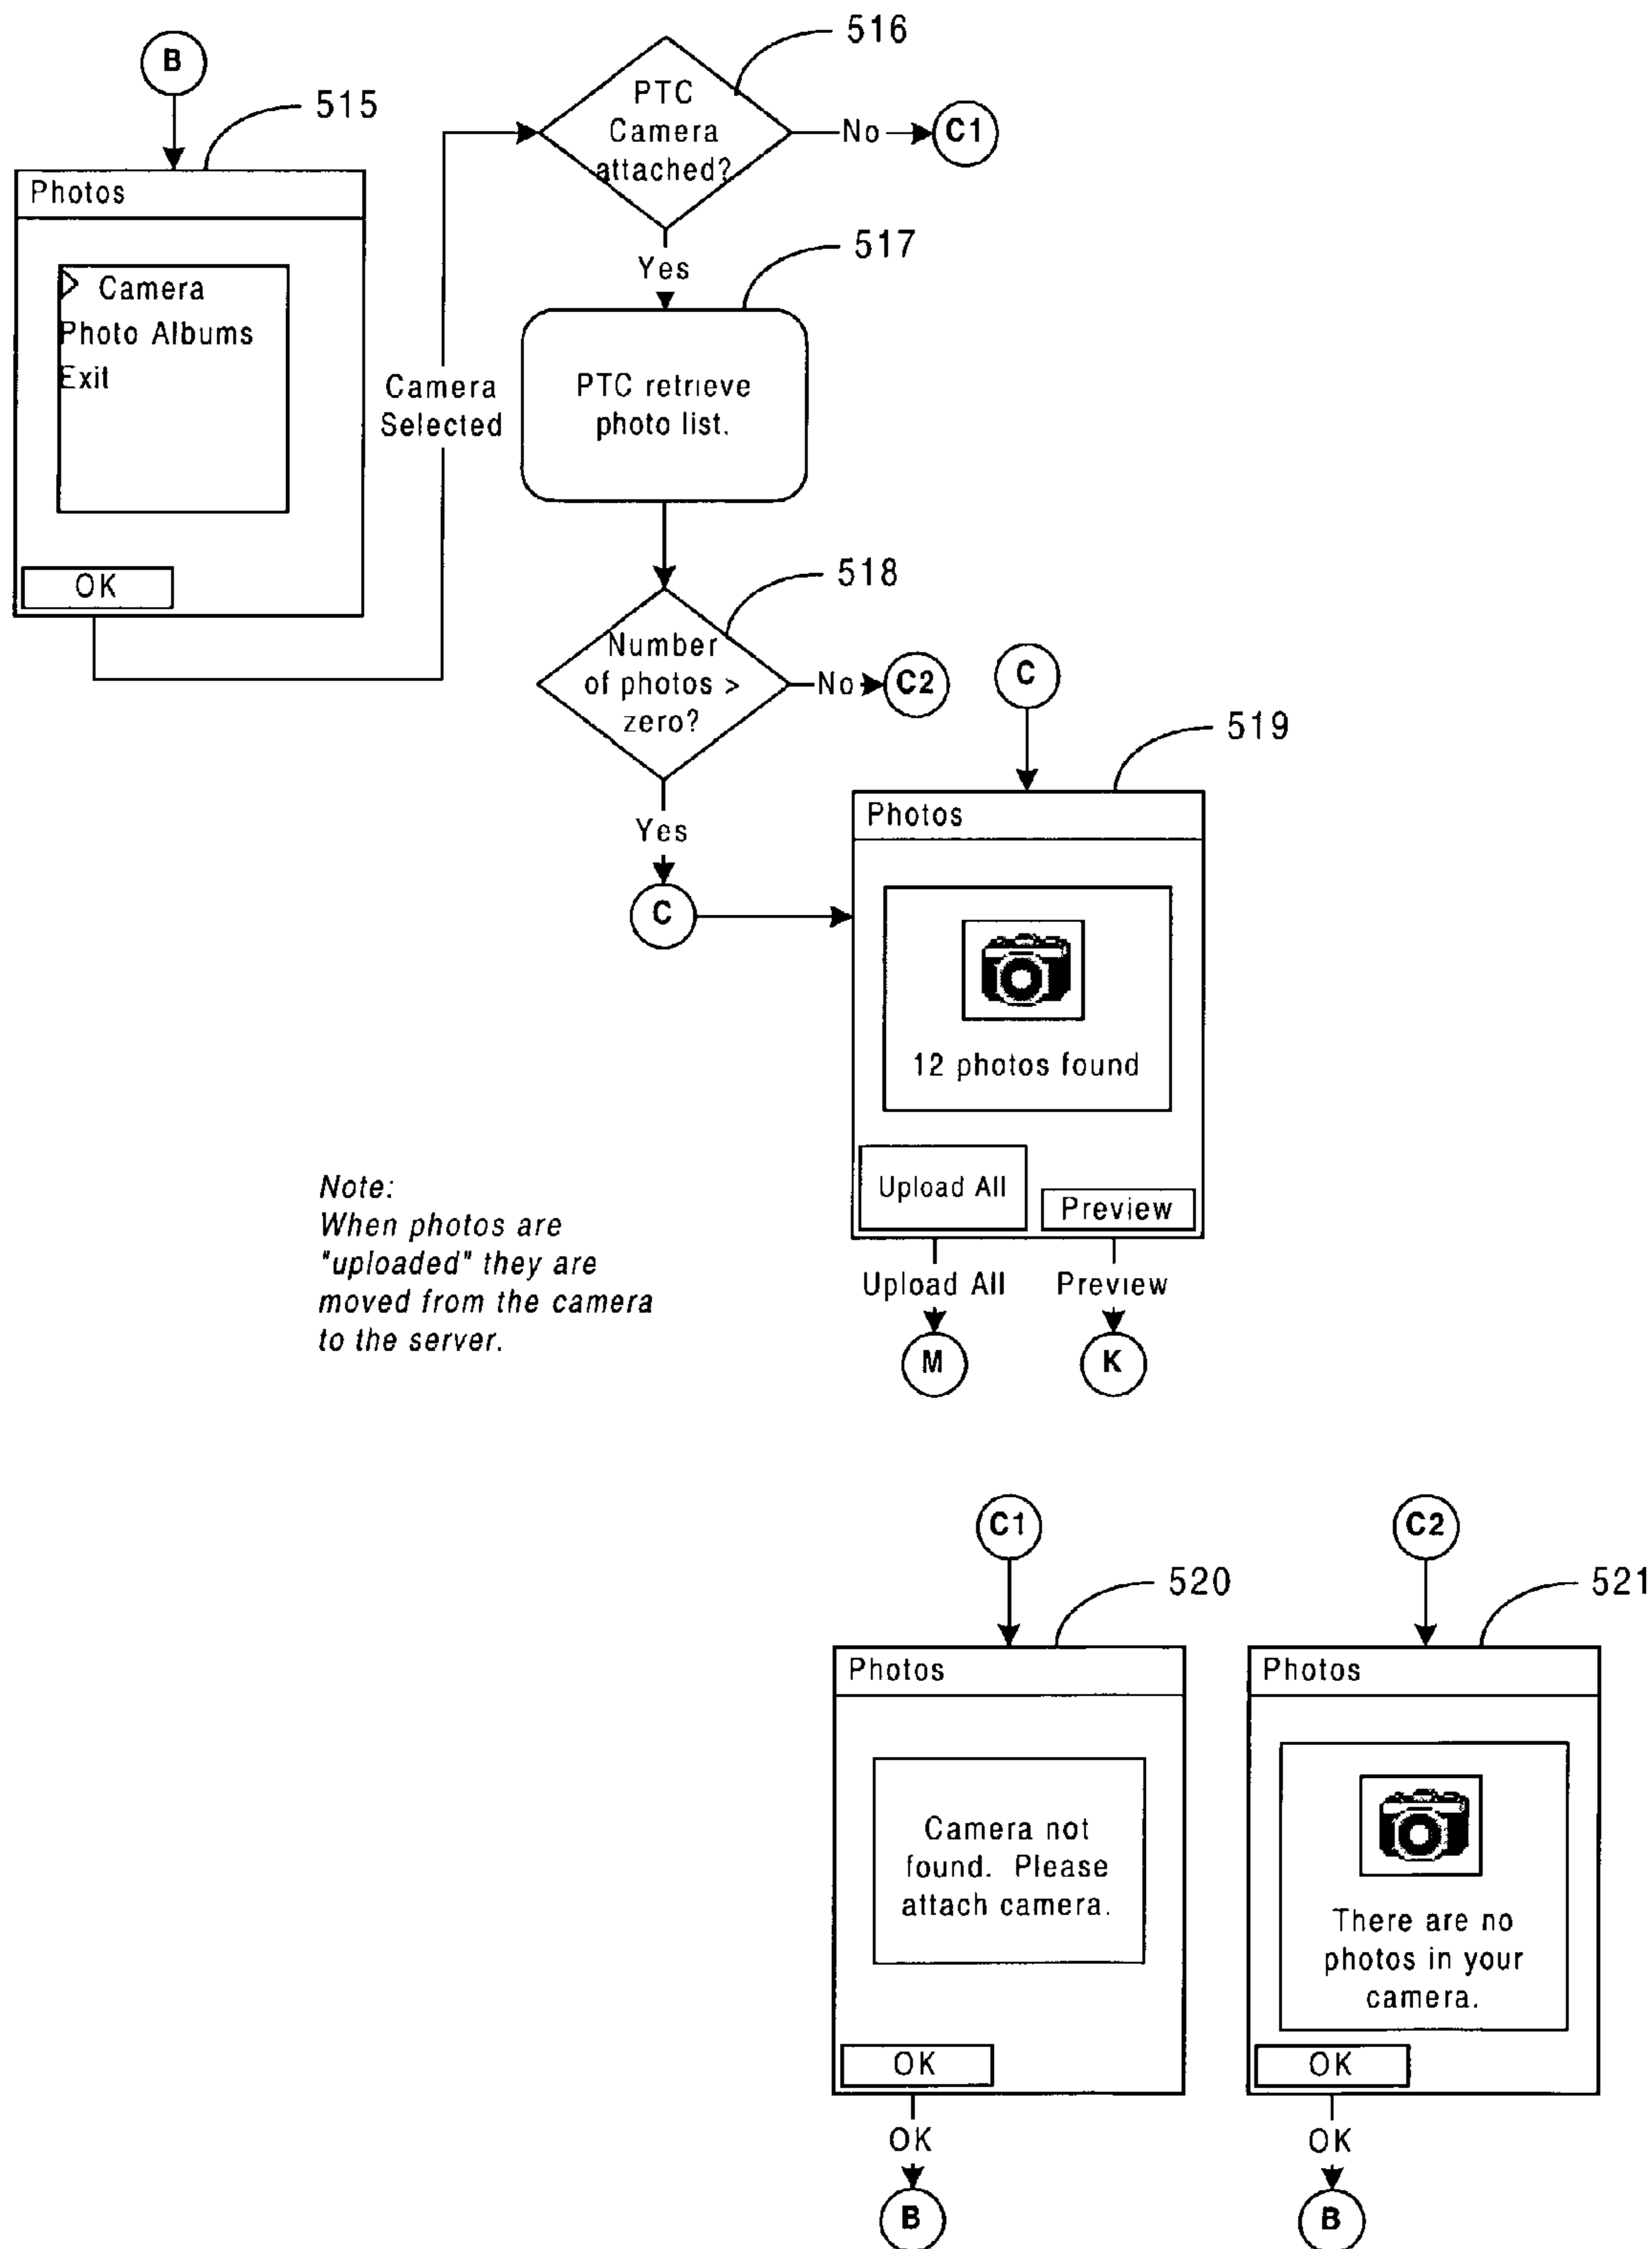 B
515
Photos
Camera
Photo Albums
Exit
OK
Camera
Selected
516
PTC
Camera
attached?
No
C1
Yes
517
PTC retrieve
photo list.
518
Number
of photos >
zero?
No
C2
Yes
C
C
519
Photos
12 photos found
Upload All
Preview
Upload All
Preview
M
K
Note:
When photos are
"uploaded" they are
moved from the camera
to the server.
C1
520
Photos
Camera not
found. Please
attach camera.
OK
OK
B
C2
521
Photos
There are no
photos in your
camera.
OK
OK
B